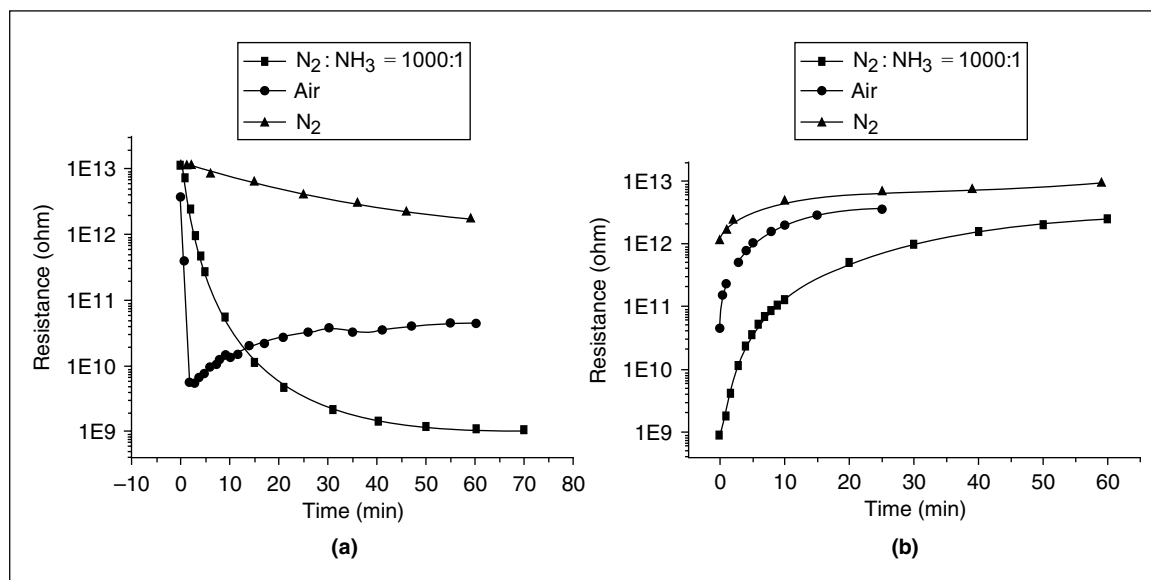 N2 : NH3 = 1000:1
Air
N2
1E13
1E12
1E11
1E10
1E9
Resistance (ohm)
−10 0 10 20 30 40 50 60 70 80
Time (min)
(a)
N2 : NH3 = 1000:1
Air
N2
1E13
1E12
1E11
1E10
1E9
Resistance (ohm)
0 10 20 30 40 50 60
Time (min)
(b)